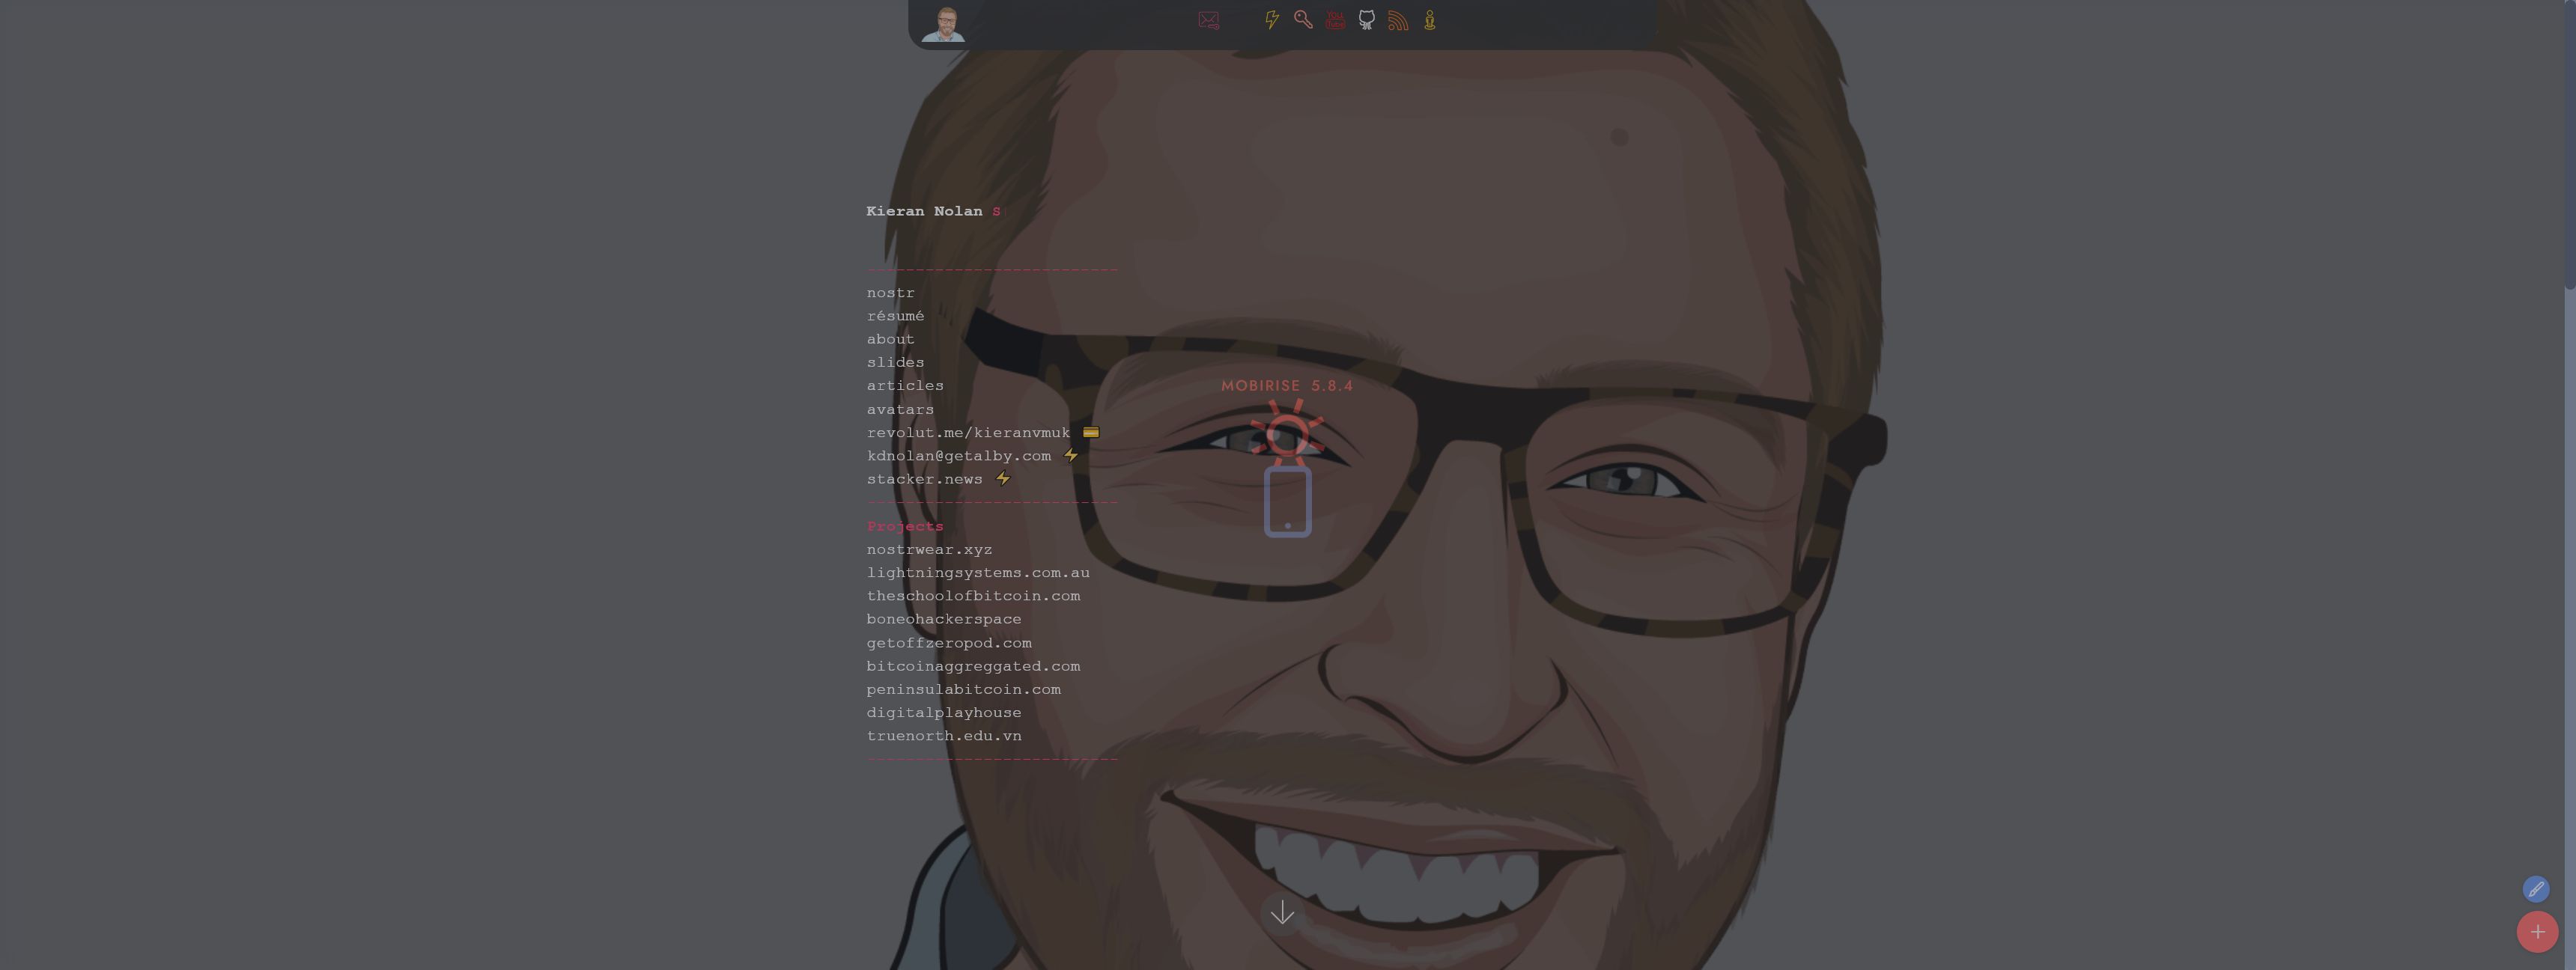 Kieran Nolan s
--------------------------
nostr
résumé
about
slides
articles
avatars
revolut.me/kieranvmuk
kdnolan@getalby.com ⚡
stacker.news ⚡
--------------------------
Projects
nostrwear.xyz
lightningsystems.com.au
theschoolofbitcoin.com
boneohackerspace
getoffzeropod.com
bitcoinaggreggated.com
peninsulabitcoin.com
digitalplayhouse
truenorth.edu.vn
--------------------------
MOBIRISE 5.8.4